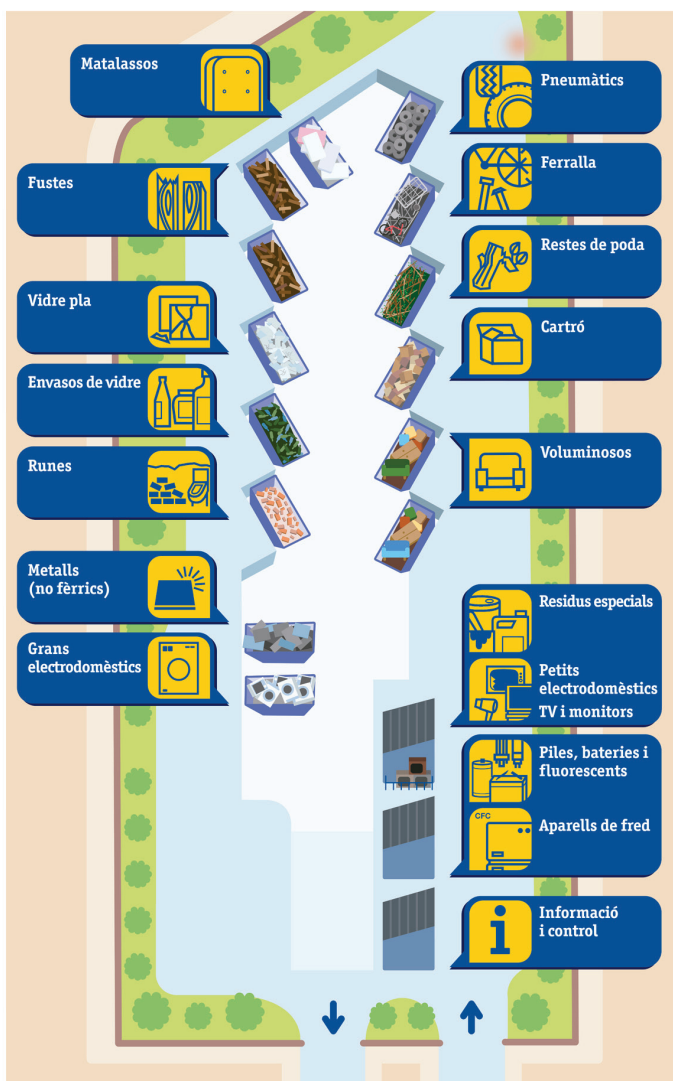 Matalassos
Fustes
Vidre pla
Envasos de vidre
Runes
Metalls
(no fèrrics)
Grans
electrodomèstics
Pneumàtics
Ferralla
Restes de poda
Cartró
Voluminosos
Residus especials
Petits
electrodomèstics
TV i monitors
Piles, bateries i
fluorescents
CFC
Aparells de fred
i
Informació
i control